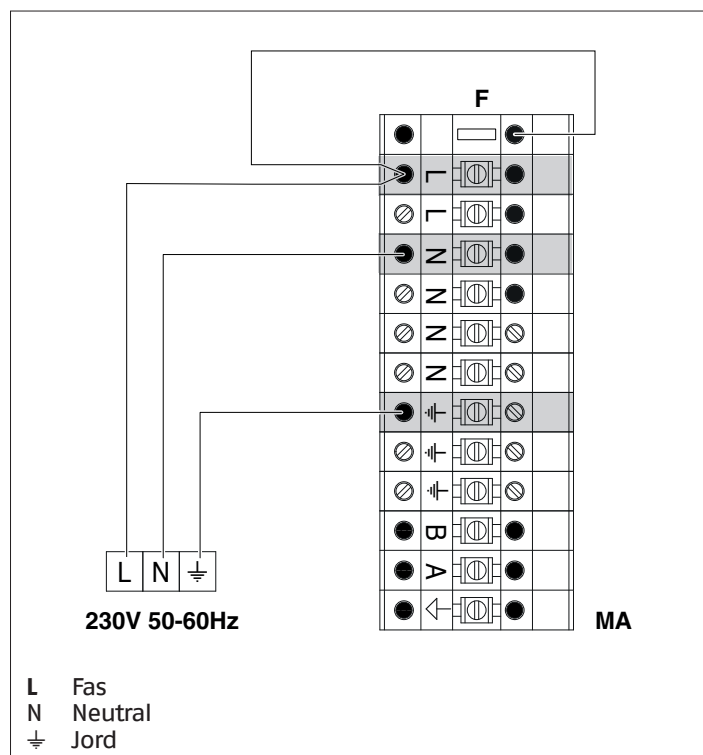 F
L
L
N
N
N
N
⏚
⏚
⏚
B
A
L N ⏚
230V 50-60Hz
MA
L Fas
N Neutral
⏚ Jord